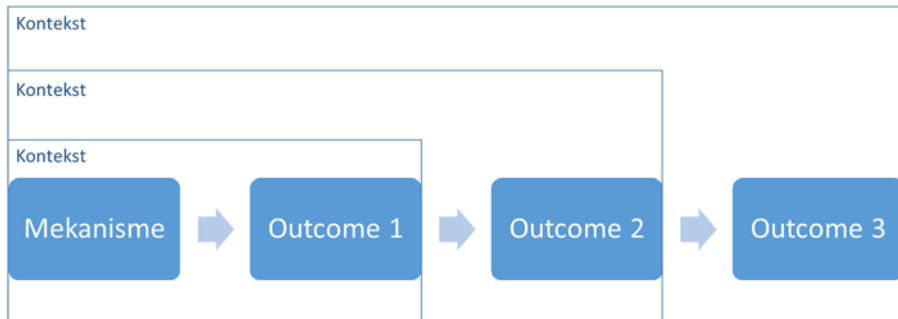 Kontekst
Kontekst
Kontekst
Mekanisme
Outcome 1
Outcome 2
Outcome 3